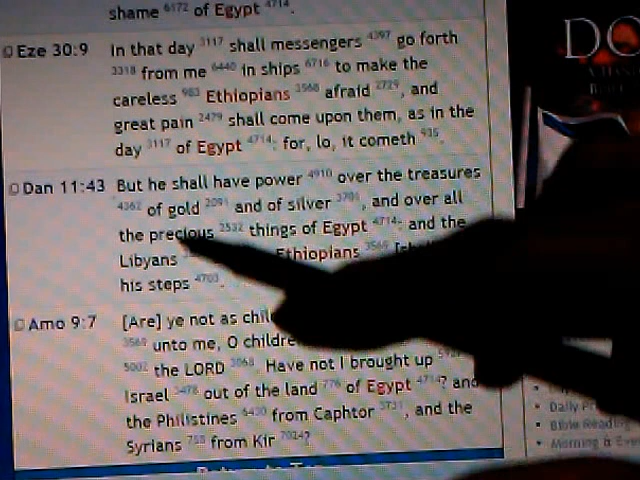 shame 6172 of Egypt 4714.
Eze 30:9 In that day 3117 shall messengers 4397 go forth
3318 from me 6440 in ships 6716 to make the
careless 983 Ethiopians 3568 afraid 2729, and
great pain 2479 shall come upon them, as in the
day 3117 of Egypt 4714: for, lo, it cometh 935.
Dan 11:43 But he shall have power 4910 over the treasures
4362 of gold 2091 and of silver 3701, and over all
the precious 2532 things of Egypt 4714: and the
Libyans Ethiopians 3569
his steps 4703.
Amo 9:7 [Are] ye not as
3569 unto me, O
5002 the LORD 3068. Have not I brought up
Israel 3478 out of the land 776 of Egypt 4714? and
the Philistines 6430 from Caphtor 3731, and the
Syrians 758 from Kir 7024?
DO
Daily
Bible Reading
Morning &